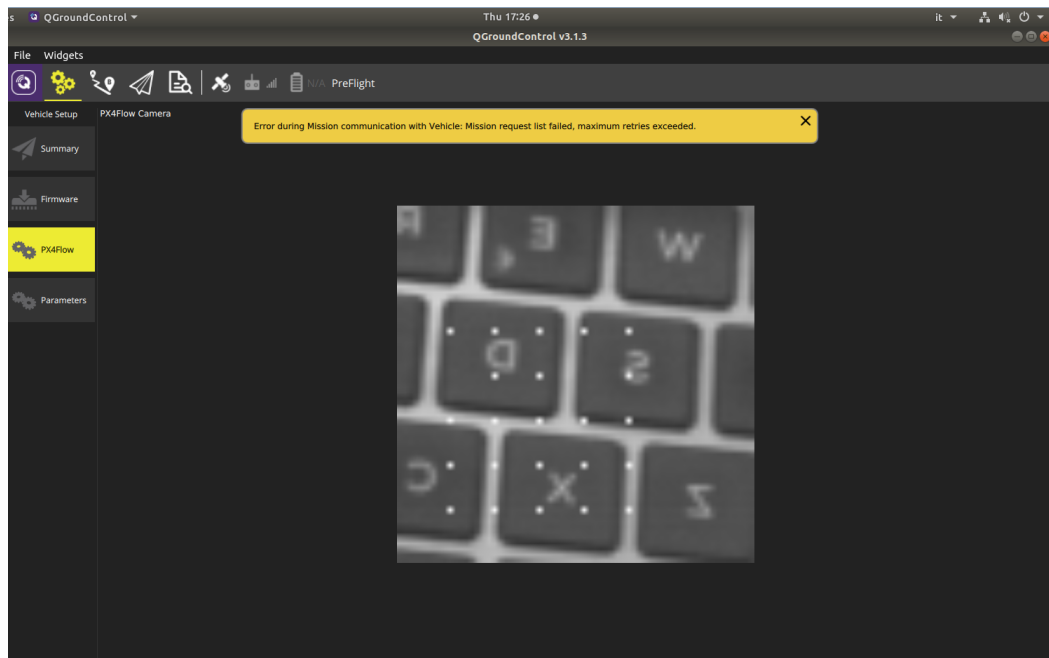 s QGroundControl Thu 17:26 it
QGroundControl v3.1.3
File Widgets
N/A PreFlight
Vehicle Setup PX4Flow Camera
Error during Mission communication with Vehicle: Mission request list failed, maximum retries exceeded.
Summary
Firmware
PX4Flow
Parameters
R E W
D S
C X Z